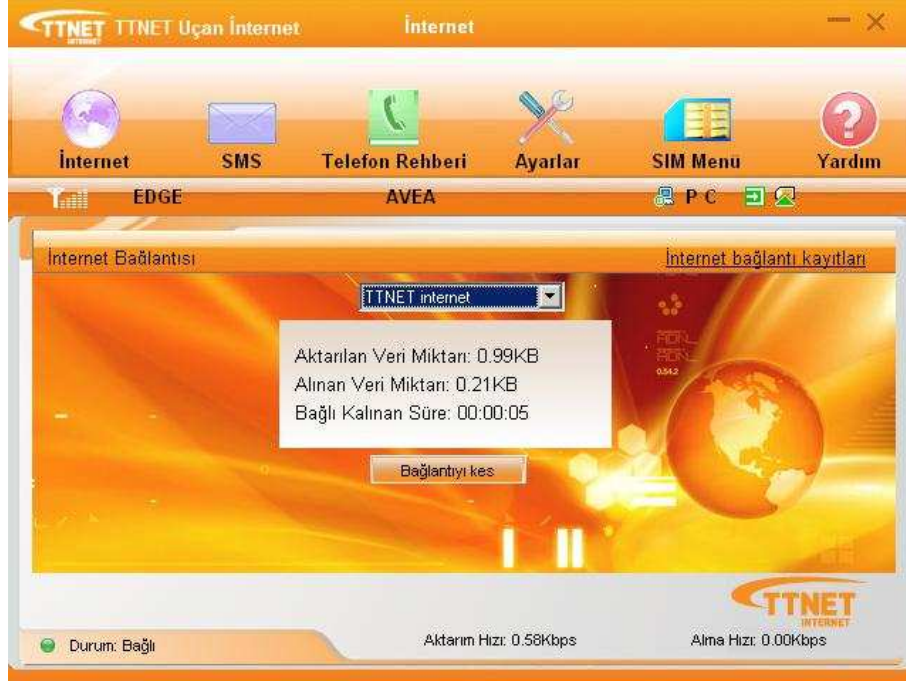 TTNET INTERNET TTNET Uçan İnternet İnternet
İnternet SMS Telefon Rehberi Ayarlar SIM Menü Yardım
EDGE AVEA P C
İnternet Bağlantısı İnternet bağlantı kayıtları
TTNET internet
Aktarılan Veri Miktarı: 0.99KB
Alınan Veri Miktarı: 0.21KB
Bağlı Kalınan Süre: 00:00:05
Bağlantıyı kes
TTNET
INTERNET
Durum: Bağlı Aktarım Hızı: 0.58Kbps Alma Hızı: 0.00Kbps